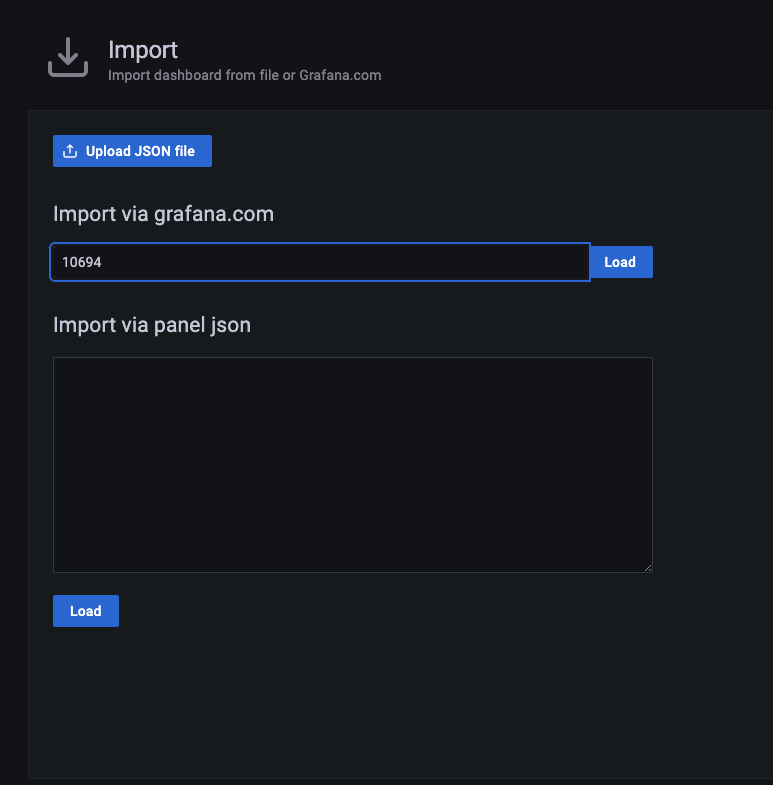 Import
Import dashboard from file or Grafana.com
Upload JSON file
Import via grafana.com
10694
Load
Import via panel json
Load